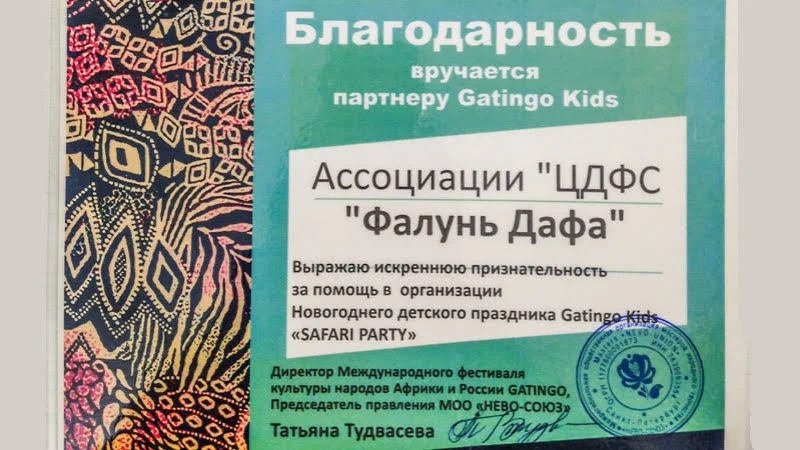 Благодарность
вручается
партнеру Gatingo Kids
Ассоциации "ЦДФС
"Фалунь Дафа"
Выражаю искреннюю признательность
за помощь в организации
Новогоднего детского праздника Gatingo Kids
«SAFARI PARTY»
Директор Международного фестиваля
культуры народов Африки и России GATINGO,
Председатель правления МОО «НЕВО-СОЮЗ»
Татьяна Тудвасева